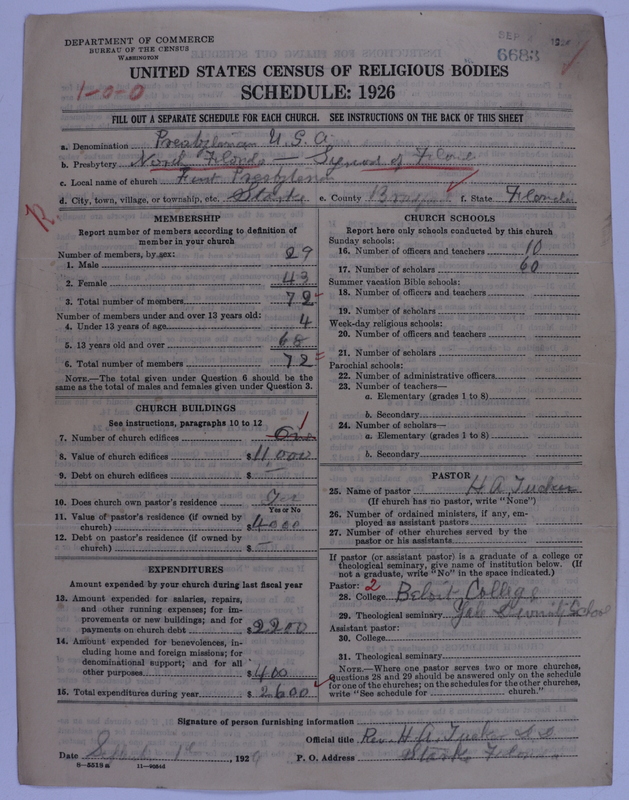 DEPARTMENT OF COMMERCE
BUREAU OF THE CENSUS
WASHINGTON
SEP
6683
1-0-0
UNITED STATES CENSUS OF RELIGIOUS BODIES
SCHEDULE: 1926
FILL OUT A SEPARATE SCHEDULE FOR EACH CHURCH. SEE INSTRUCTIONS ON THE BACK OF THIS SHEET
a. Denomination Presbyterian U.S.A.
b. Presbytery North Florida — Synod of Florida
c. Local name of church First Presbyterian
d. City, town, village, or township, etc. Starke e. County Bradford f. State Florida
R.
MEMBERSHIP
Report number of members according to definition of
member in your church
Number of members, by sex:
1. Male 29
2. Female 43
3. Total number of members 72
Number of members under and over 13 years old:
4. Under 13 years of age 4
5. 13 years old and over 68
6. Total number of members 72
NOTE.—The total given under Question 6 should be the
same as the total of males and females given under Question 3.
CHURCH BUILDINGS
See instructions, paragraphs 10 to 12
7. Number of church edifices One 1
8. Value of church edifices $ 11,000
9. Debt on church edifices $ —
10. Does church own pastor's residence Yes
Yes or No
11. Value of pastor's residence (if owned by
church) $ 4000
12. Debt on pastor's residence (if owned by
church) $ —
EXPENDITURES
Amount expended by your church during last fiscal year
13. Amount expended for salaries, repairs,
and other running expenses; for im-
provements or new buildings; and for
payments on church debt $ 2200
14. Amount expended for benevolences, in-
cluding home and foreign missions; for
denominational support; and for all
other purposes $ 400
15. Total expenditures during year $ 2600
CHURCH SCHOOLS
Report here only schools conducted by this church
Sunday schools:
16. Number of officers and teachers 10
17. Number of scholars 60
Summer vacation Bible schools:
18. Number of officers and teachers
19. Number of scholars
Week-day religious schools:
20. Number of officers and teachers
21. Number of scholars
Parochial schools:
22. Number of administrative officers
23. Number of teachers—
a. Elementary (grades 1 to 8)
b. Secondary
24. Number of scholars—
a. Elementary (grades 1 to 8)
b. Secondary
PASTOR
25. Name of pastor H A Tucker
(If church has no pastor, write "None")
26. Number of ordained ministers, if any, em-
ployed as assistant pastors
27. Number of other churches served by the
pastor or his assistants
If pastor (or assistant pastor) is a graduate of a college or
theological seminary, give name of institution below. (If
not a graduate, write "No" in the space indicated.)
Pastor: 2
28. College Beloit College
29. Theological seminary Yale Divinity School
Assistant pastor:
30. College
31. Theological seminary
NOTE.—Where one pastor serves two or more churches,
Questions 28 and 29 should be answered only on the schedule
for one of the churches; on the schedules for the other churches,
write "See schedule for church."
Signature of person furnishing information
Official title Rev. H A Tucker D D
Date Septemb 1st, 1926 P. O. Address Starke Florida
8—5518a 11—9084d